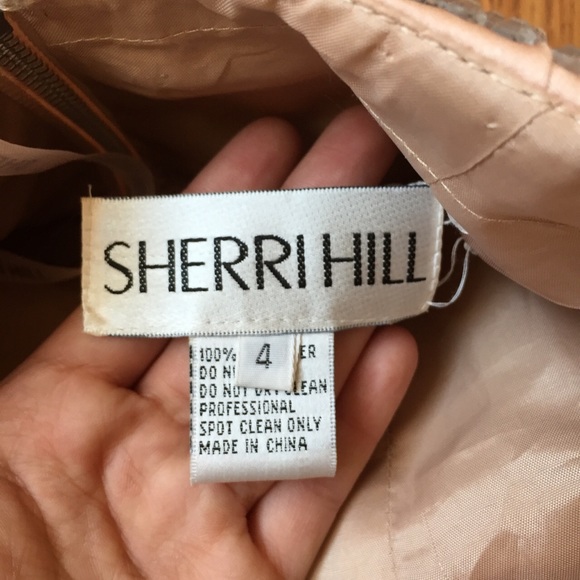 SHERRI HILL
4
100%
DO
DO NOT DRY CLEAN
PROFESSIONAL
SPOT CLEAN ONLY
MADE IN CHINA